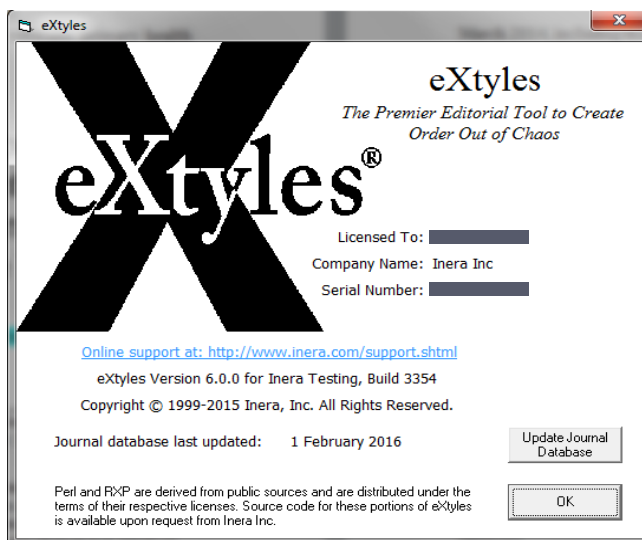 eXtyles
eXtyles
The Premier Editorial Tool to Create
Order Out of Chaos
eXtyles®
Licensed To:
Company Name: Inera Inc
Serial Number:
Online support at: http://www.inera.com/support.shtml
eXtyles Version 6.0.0 for Inera Testing, Build 3354
Copyright © 1999-2015 Inera, Inc. All Rights Reserved.
Journal database last updated: 1 February 2016
Update Journal
Database
Perl and RXP are derived from public sources and are distributed under the
terms of their respective licenses. Source code for these portions of eXtyles
is available upon request from Inera Inc.
OK